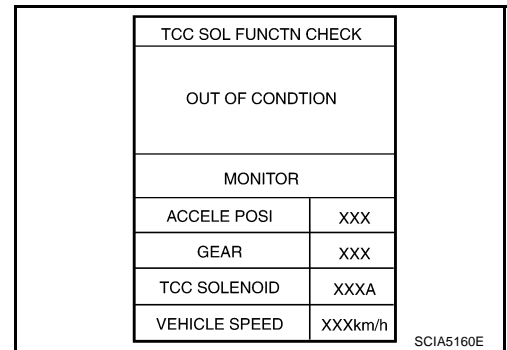 TCC SOL FUNCTN CHECK
OUT OF CONDTION
MONITOR
ACCELE POSI XXX
GEAR XXX
TCC SOLENOID XXXA
VEHICLE SPEED XXXkm/h
SCIA5160E